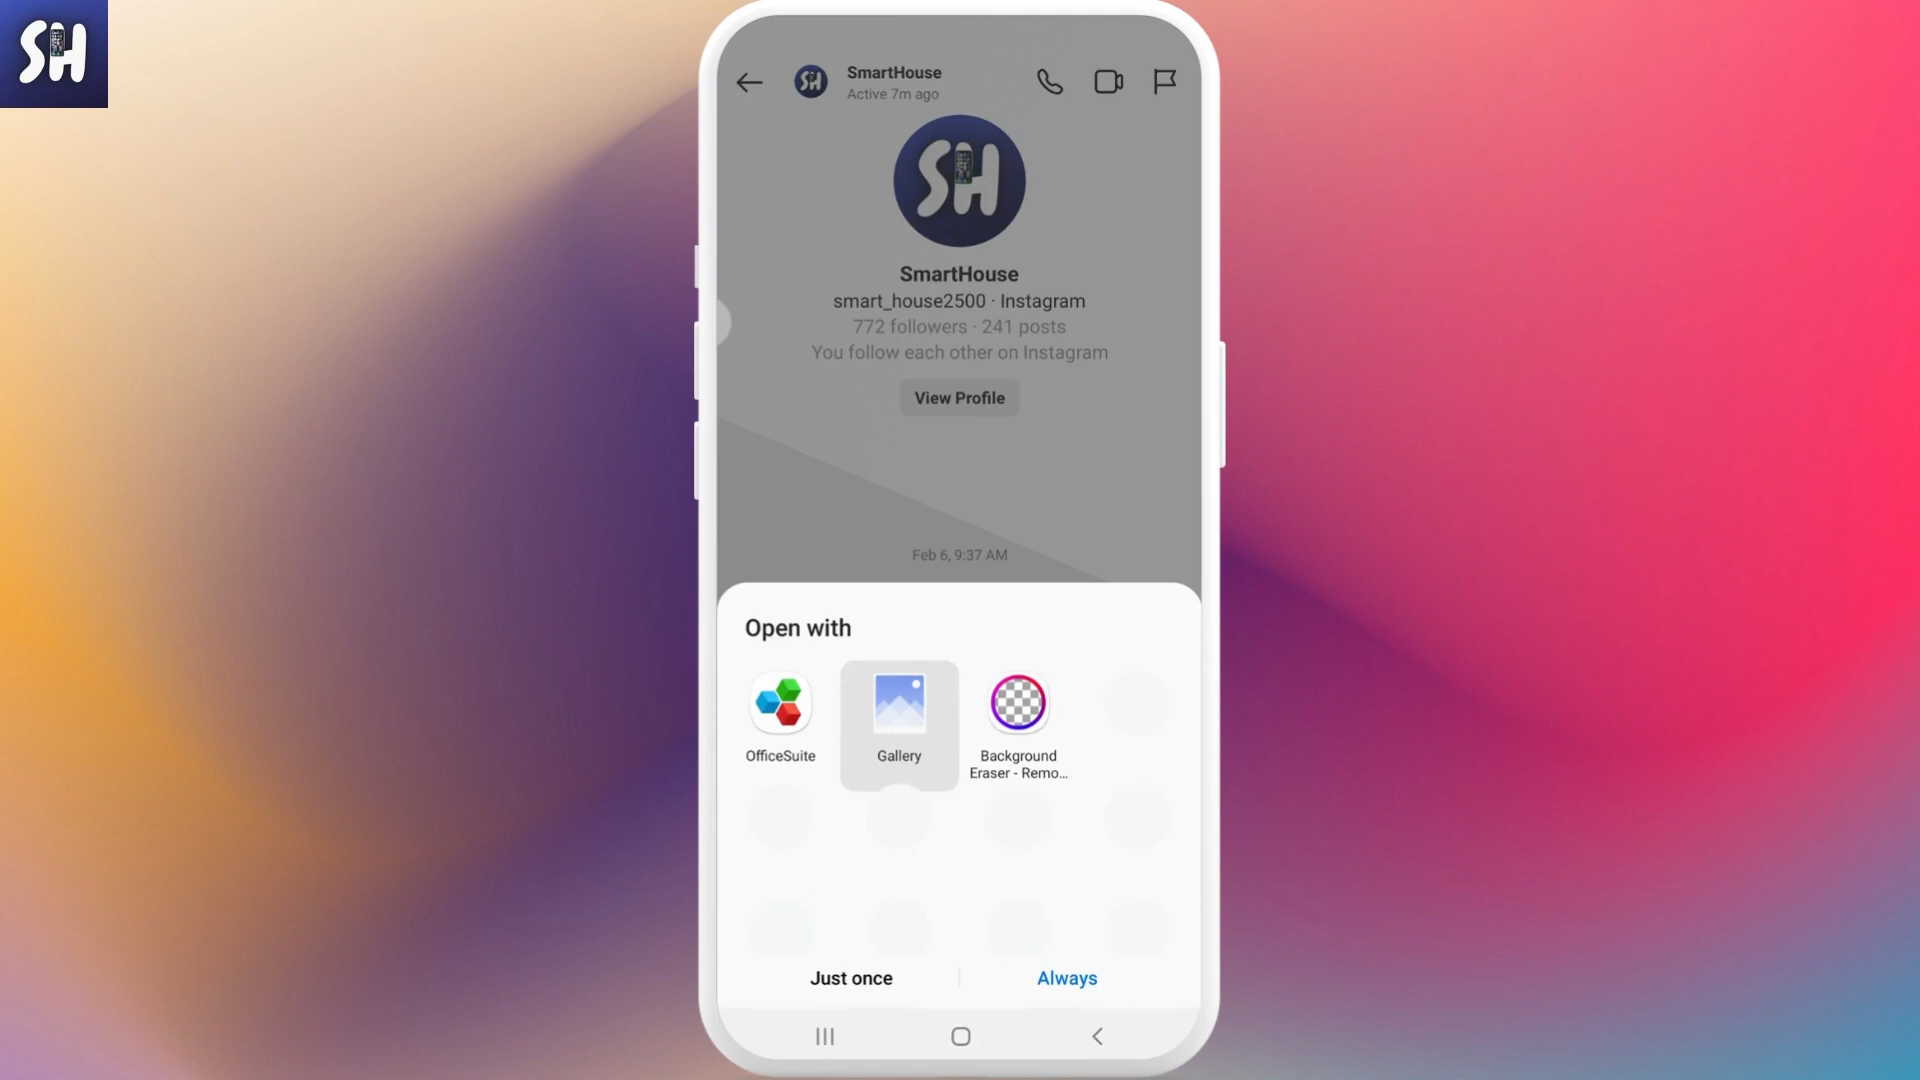 SH
SmartHouse
Active 7m ago
SH
SH
SmartHouse
smart_house2500 · Instagram
772 followers · 241 posts
You follow each other on Instagram
View Profile
Feb 6, 9:37 AM
Open with
OfficeSuite
Gallery
Background
Eraser - Remo...
Just once
Always